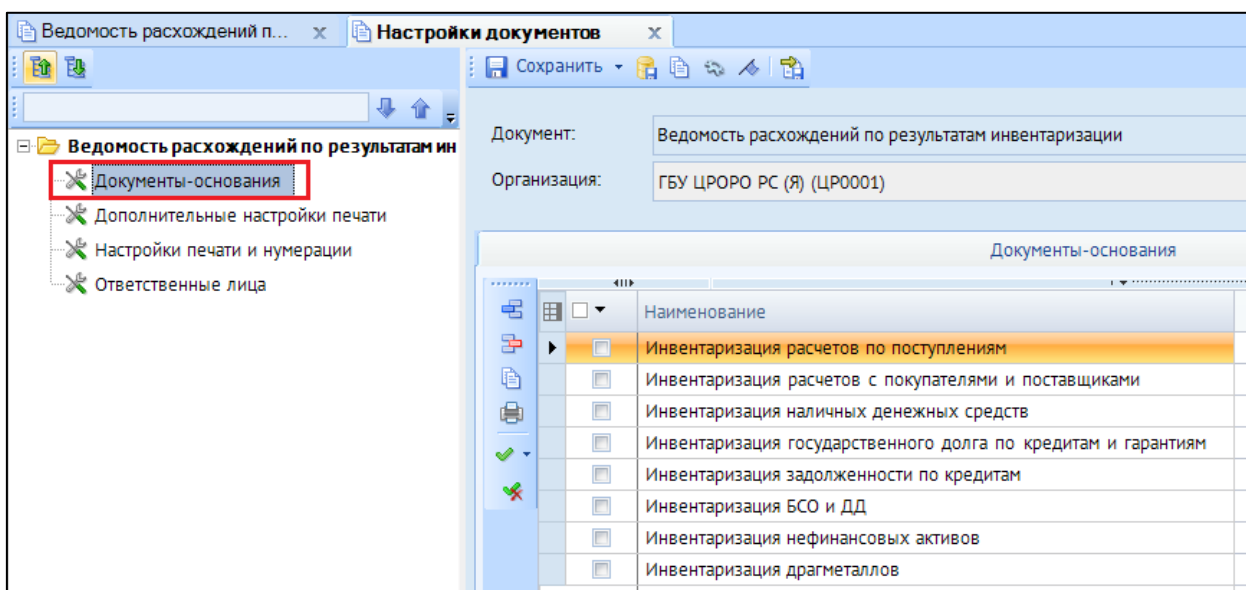 Ведомость расхождений п... x Настройки документов x
Сохранить
Документ: Ведомость расхождений по результатам инвентаризации
Организация: ГБУ ЦРОРО РС (Я) (ЦР0001)
Ведомость расхождений по результатам ин
Документы-основания
Дополнительные настройки печати
Настройки печати и нумерации
Ответственные лица
Документы-основания
Наименование
Инвентаризация расчетов по поступлениям
Инвентаризация расчетов с покупателями и поставщиками
Инвентаризация наличных денежных средств
Инвентаризация государственного долга по кредитам и гарантиям
Инвентаризация задолженности по кредитам
Инвентаризация БСО и ДД
Инвентаризация нефинансовых активов
Инвентаризация драгметаллов